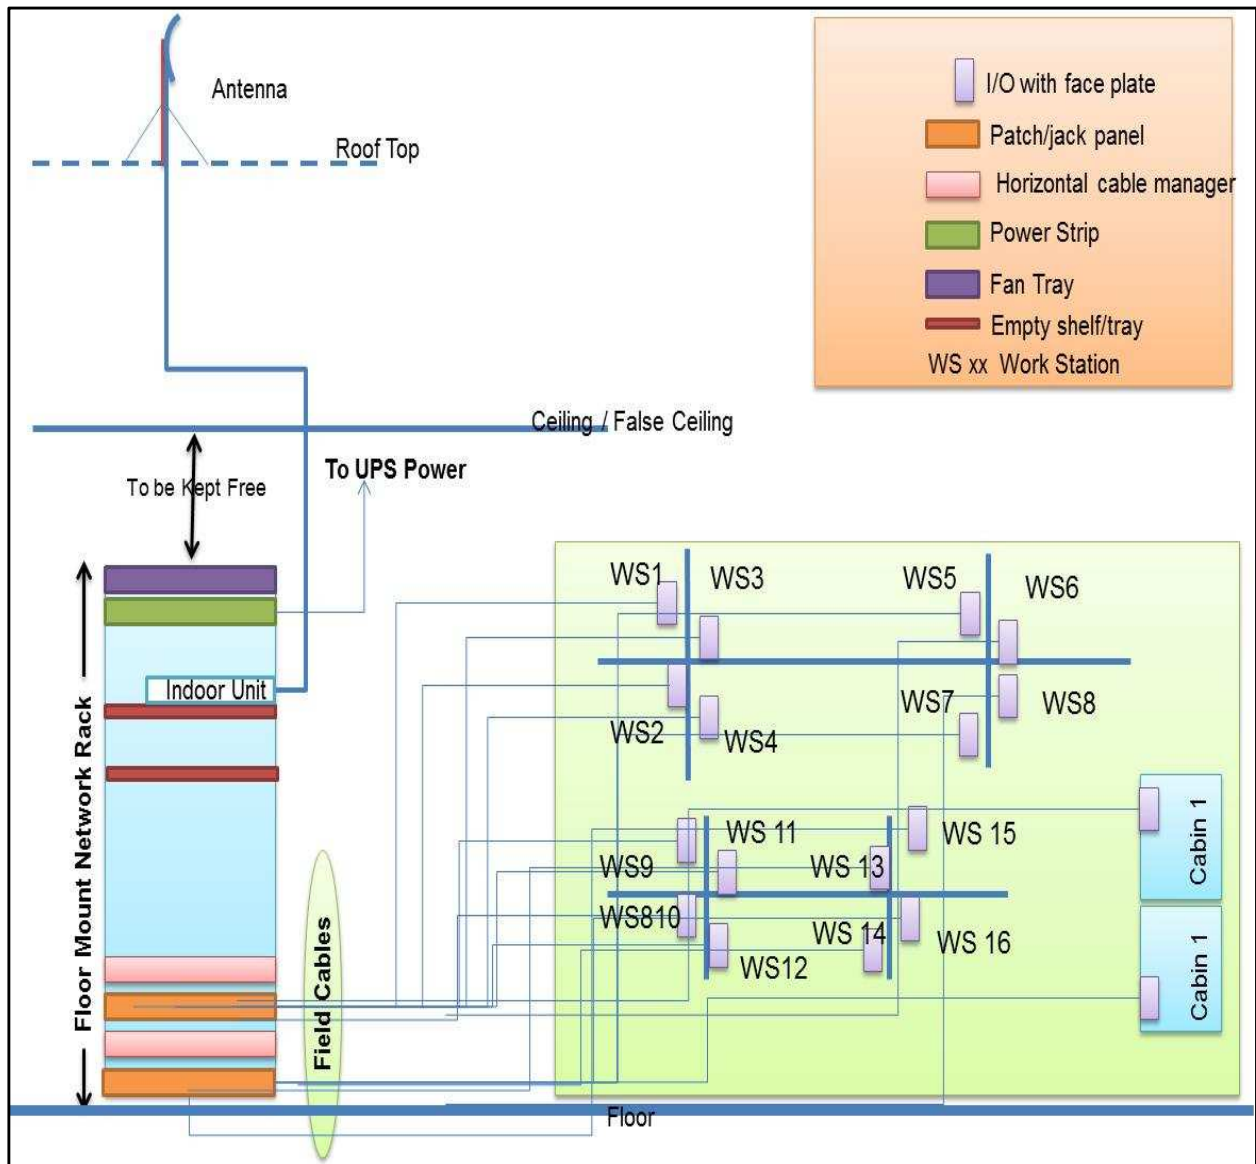 Antenna
Roof Top
I/O with face plate
Patch/jack panel
Horizontal cable manager
Power Strip
Fan Tray
Empty shelf/tray
WS xx Work Station
Ceiling / False Ceiling
To be Kept Free
To UPS Power
Floor Mount Network Rack
Indoor Unit
Field Cables
WS1
WS3
WS5
WS6
WS2
WS4
WS7
WS8
WS9
WS 11
WS 13
WS 15
WS810
WS12
WS 14
WS 16
Cabin 1
Cabin 1
Floor